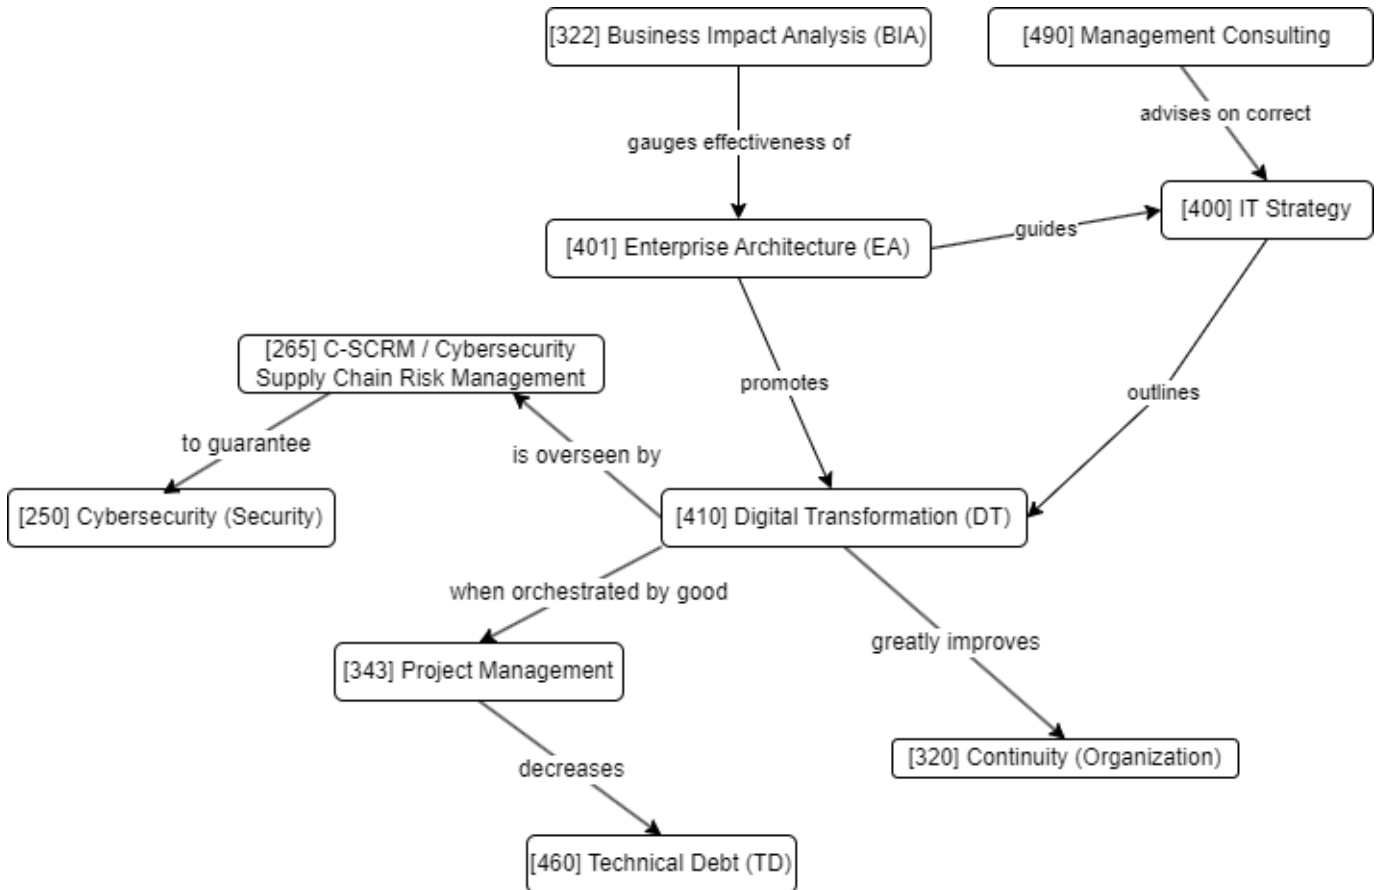 [322] Business Impact Analysis (BIA)
[490] Management Consulting
advises on correct
gauges effectiveness of
[400] IT Strategy
guides
[401] Enterprise Architecture (EA)
[265] C-SCRM / Cybersecurity
Supply Chain Risk Management
promotes
outlines
to guarantee
is overseen by
[250] Cybersecurity (Security)
[410] Digital Transformation (DT)
when orchestrated by good
greatly improves
[343] Project Management
[320] Continuity (Organization)
decreases
[460] Technical Debt (TD)